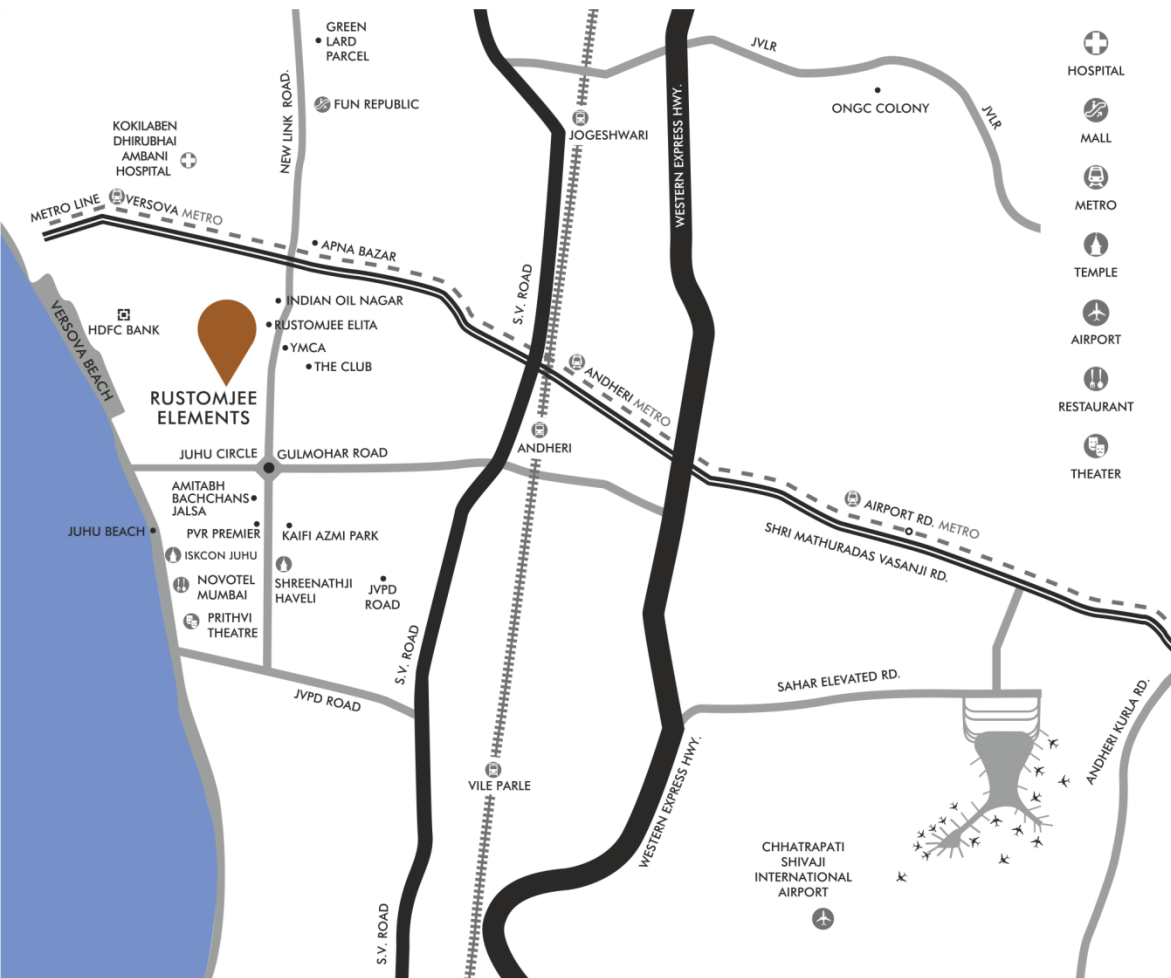 GREEN
LARD
PARCEL
NEW LINK ROAD.
FUN REPUBLIC
KOKILABEN
DHIRUBHAI
AMBANI
HOSPITAL
METRO LINE
VERSOVA METRO
APNA BAZAR
JOGESHWARI
JVLR
ONGC COLONY
JVLR
WESTERN EXPRESS HWY.
S.V. ROAD
VERSOVA BEACH
HDFC BANK
INDIAN OIL NAGAR
RUSTOMJEE ELITA
YMCA
THE CLUB
RUSTOMJEE
ELEMENTS
ANDHERI METRO
ANDHERI
JUHU CIRCLE
GULMOHAR ROAD
AMITABH
BACHCHANS
JALSA
JUHU BEACH
PVR PREMIER
KAIFI AZMI PARK
ISKCON JUHU
NOVOTEL
MUMBAI
SHREENATHJI
HAVELI
JVPD
ROAD
PRITHVI
THEATRE
AIRPORT RD. METRO
SHRI MATHURADAS VASANJI RD.
S.V. ROAD
JVPD ROAD
SAHAR ELEVATED RD.
ANDHERI KURLA RD.
VILE PARLE
WESTERN EXPRESS HWY.
CHHATRAPATI
SHIVAJI
INTERNATIONAL
AIRPORT
S.V. ROAD
HOSPITAL
MALL
METRO
TEMPLE
AIRPORT
RESTAURANT
THEATER